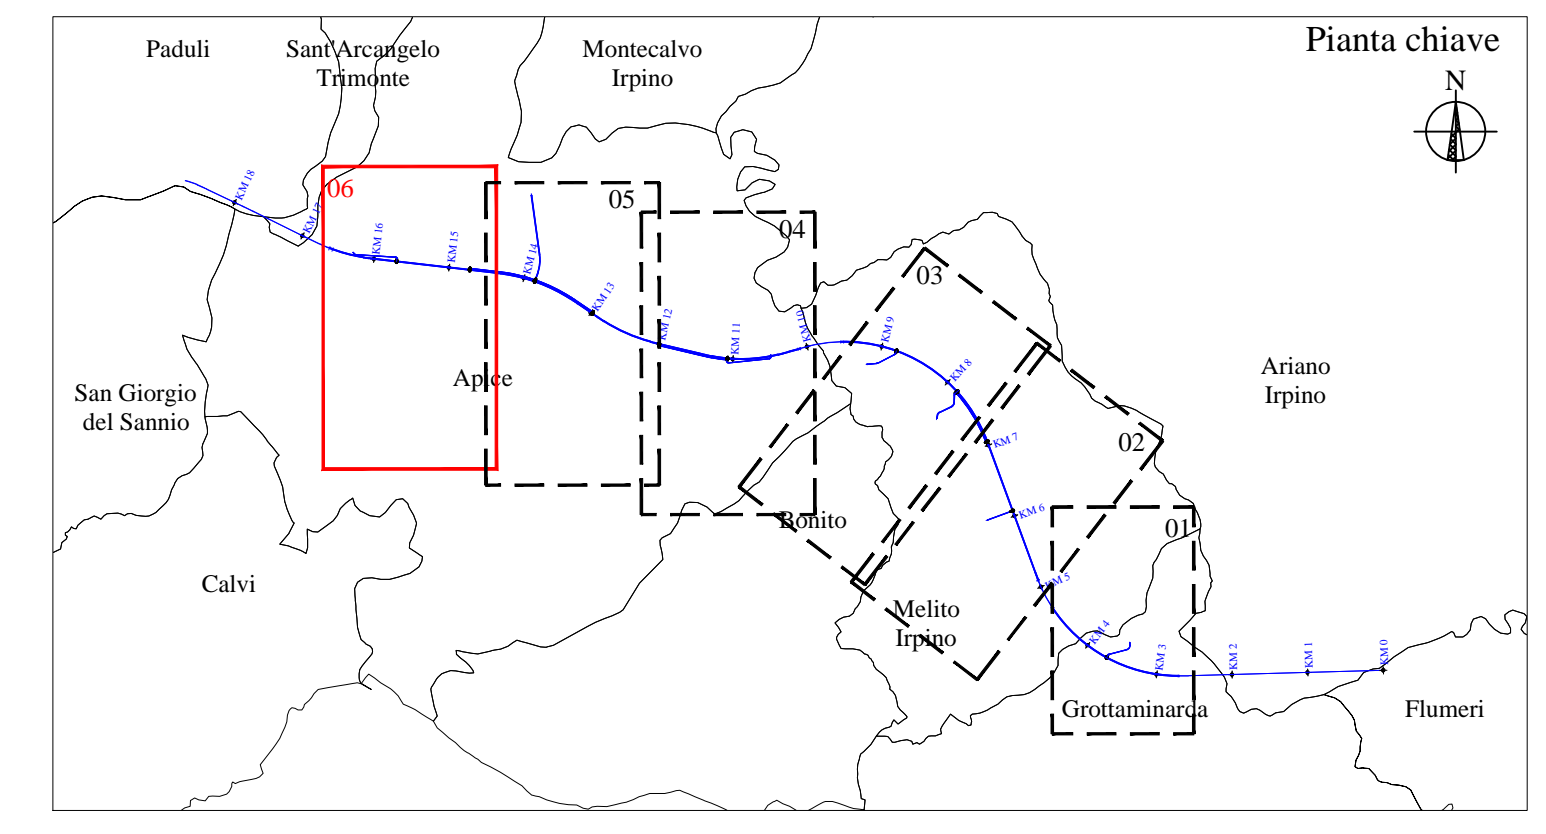 Pianta chiave
N
Paduli
Sant'Arcangelo
Trimonte
Montecalvo
Irpino
KM 18
KM 17
06
KM 16
KM 15
05
KM 14
KM 13
04
KM 12
KM 11
KM 10
03
KM 9
KM 8
KM 7
02
KM 6
01
KM 5
KM 4
KM 3
KM 2
KM 1
KM 0
San Giorgio
del Sannio
Apice
Ariano
Irpino
Bonito
Calvi
Melito
Irpino
Grottaminarda
Flumeri